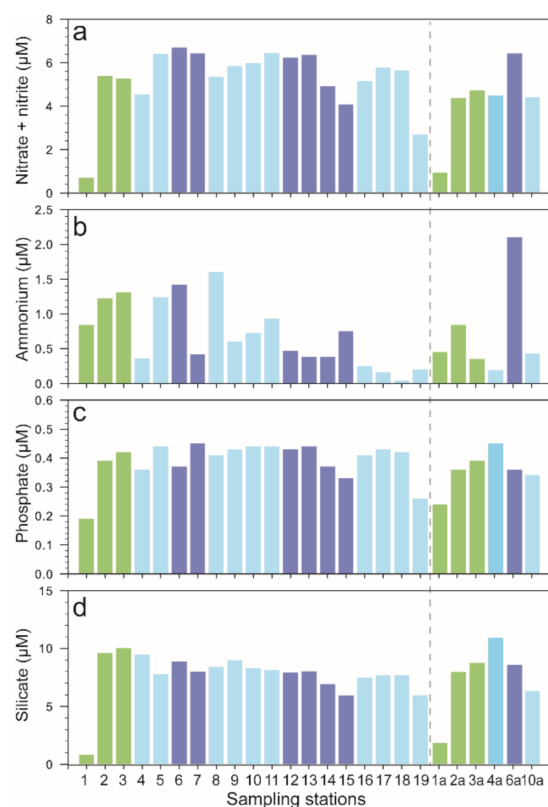 a
Nitrate + nitrite (μM)
8
6
4
2
0
b
Ammonium (μM)
2.5
2.0
1.5
1.0
0.5
0.0
c
Phosphate (μM)
0.6
0.5
0.4
0.3
0.2
0.1
0.0
d
Silicate (μM)
15
10
5
0
1 2 3 4 5 6 7 8 9 10 11 12 13 14 15 16 17 18 19 1a 2a 3a 4a 6a 10a
Sampling stations